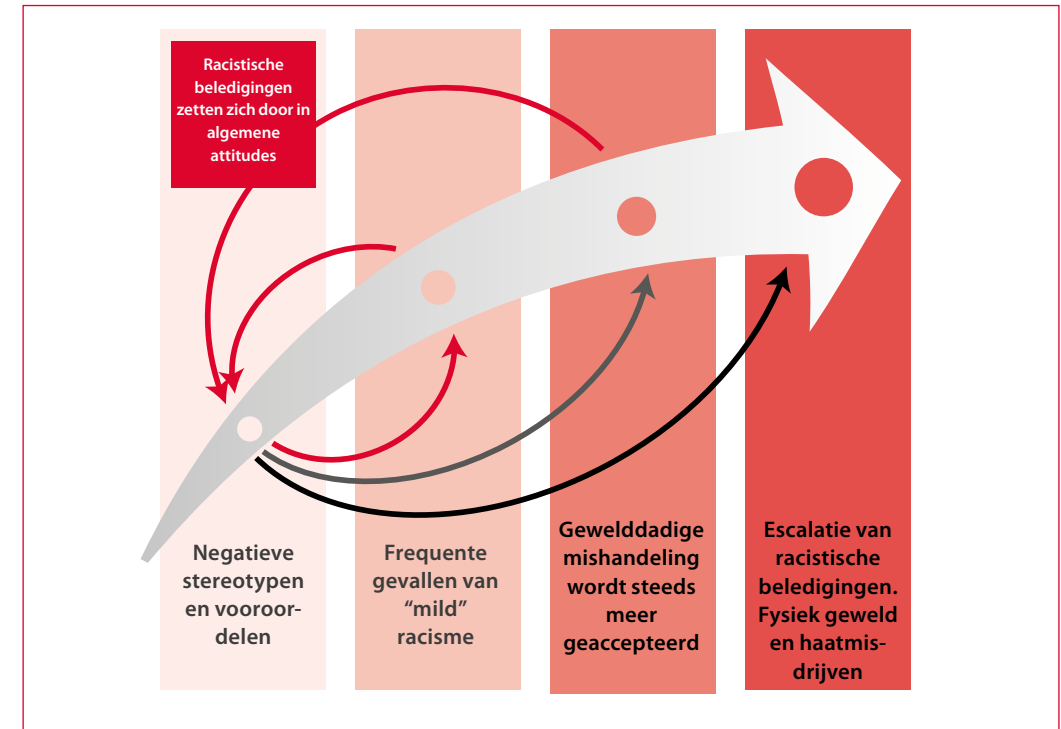 Racistische
beledigingen
zetten zich door in
algemene
attitudes
Negatieve
stereotypen
en vooroor-
delen
Frequente
gevallen van
“mild”
racisme
Gewelddadige
mishandeling
wordt steeds
meer
geaccepteerd
Escalatie van
racistische
beledigingen.
Fysiek geweld
en haatmis-
drijven